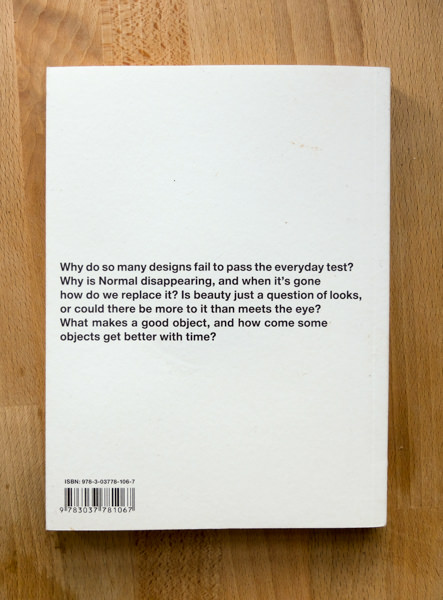 Why do so many designs fail to pass the everyday test?
Why is Normal disappearing, and when it's gone
how do we replace it? Is beauty just a question of looks,
or could there be more to it than meets the eye?
What makes a good object, and how come some
objects get better with time?
ISBN: 978-3-03778-106-7
9 783037 781067